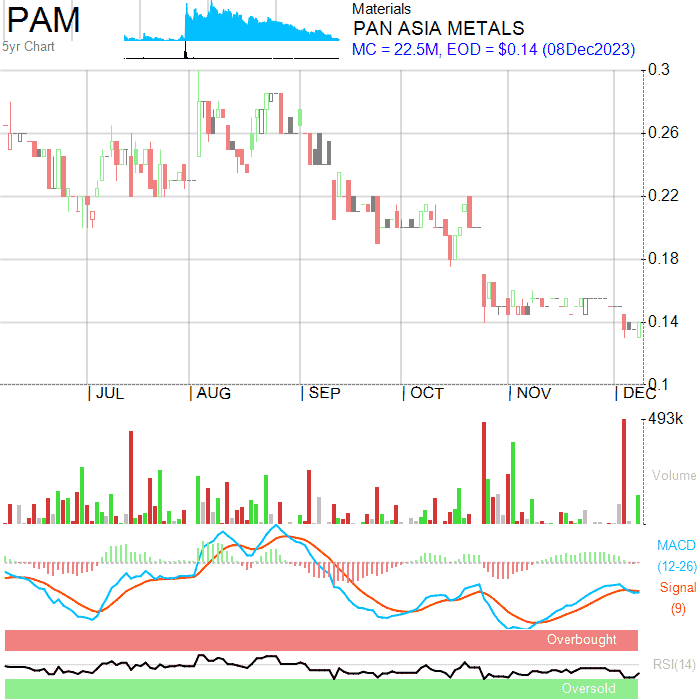 PAM
5yr Chart
Materials
PAN ASIA METALS
MC = 22.5M, EOD = $0.14 (08Dec2023)
0.3
0.26
0.22
0.18
0.14
0.1
JUL AUG SEP OCT NOV DEC
493k
Volume
MACD
(12-26)
Signal
(9)
Overbought
RSI(14)
Oversold